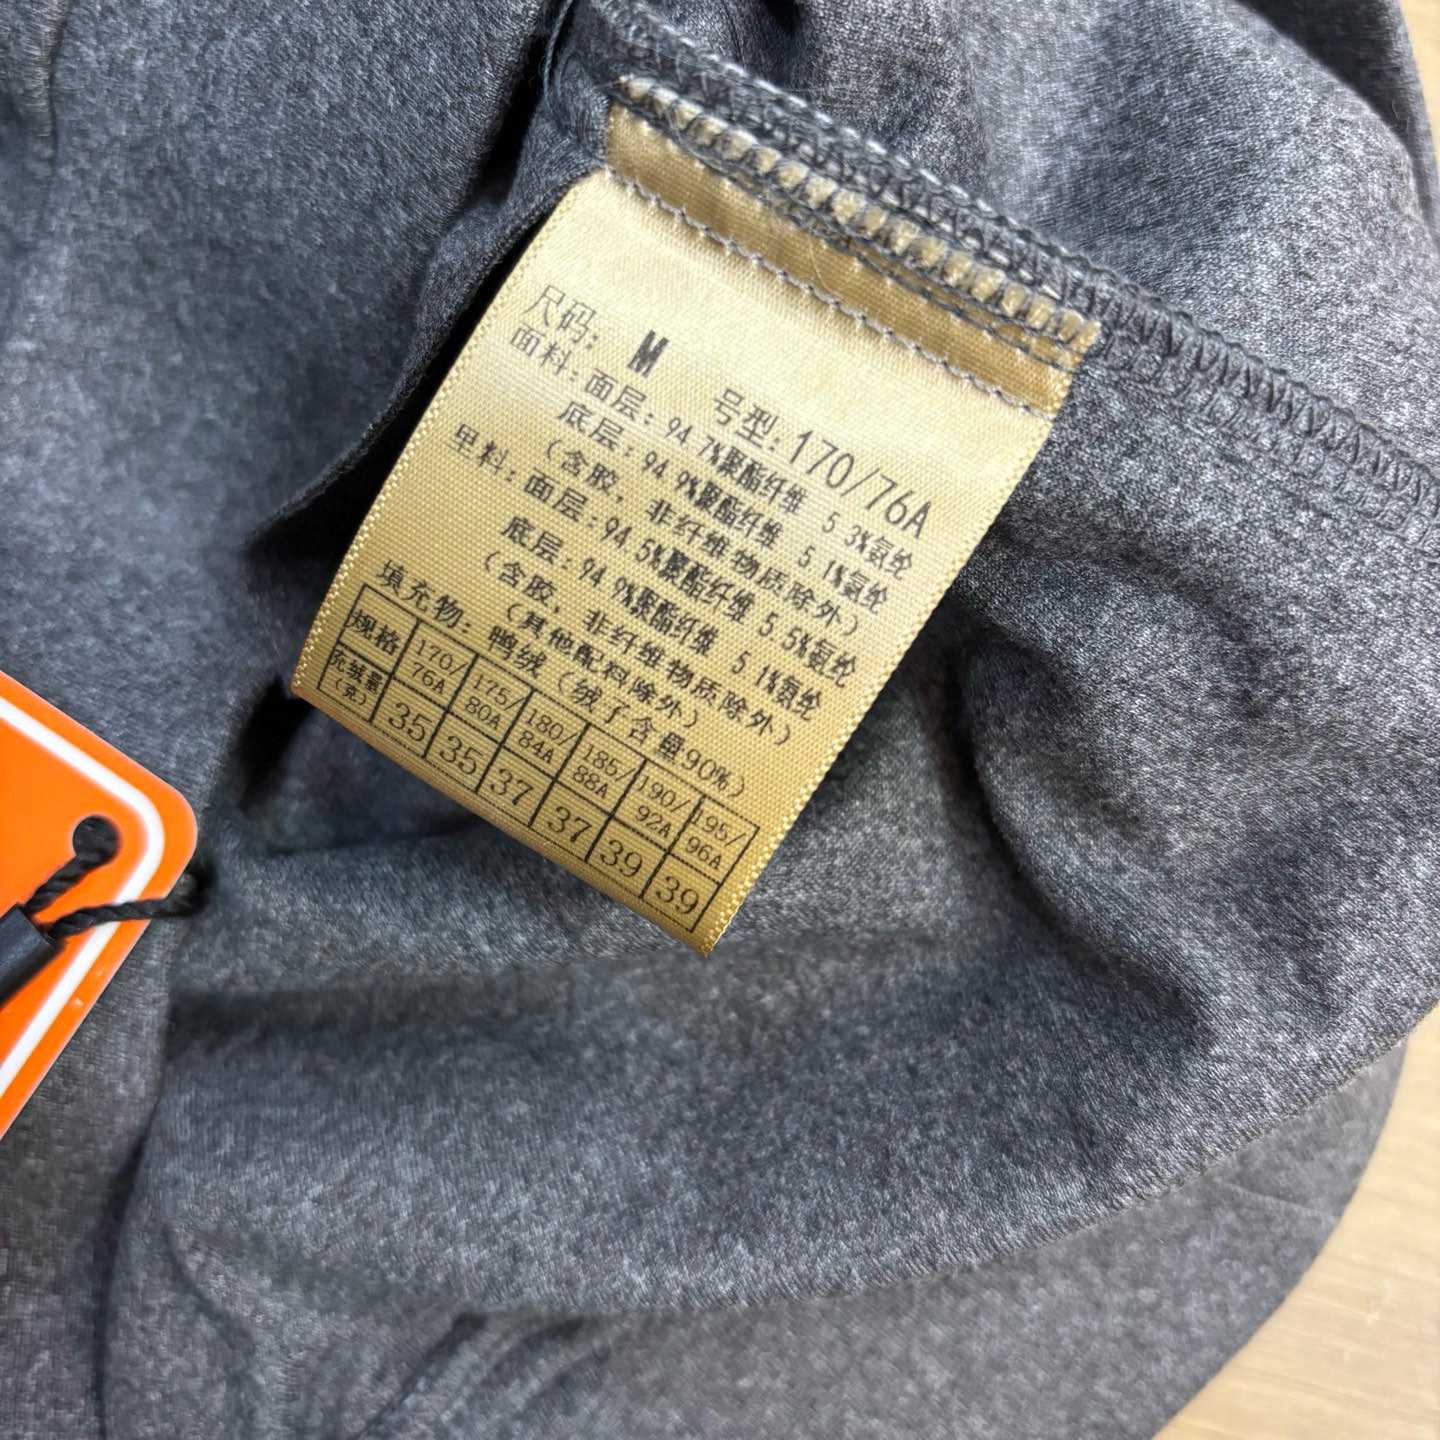 尺码: M 号型: 170/76A
面料: 面层: 94.7%聚酯纤维 5.3%氨纶
底层: 94.9%聚酯纤维 5.1%氨纶
(含胶, 非纤维物质除外)
里料: 面层: 94.5%聚酯纤维 5.5%氨纶
底层: 94.9%聚酯纤维 5.1%氨纶
(含胶, 非纤维物质除外)
(其他配料除外)
填充物: 鸭绒 (绒子含量90%)
规格 170/76A 175/80A 180/84A 185/88A 190/92A 195/96A
充绒量(克) 35 35 37 37 39 39